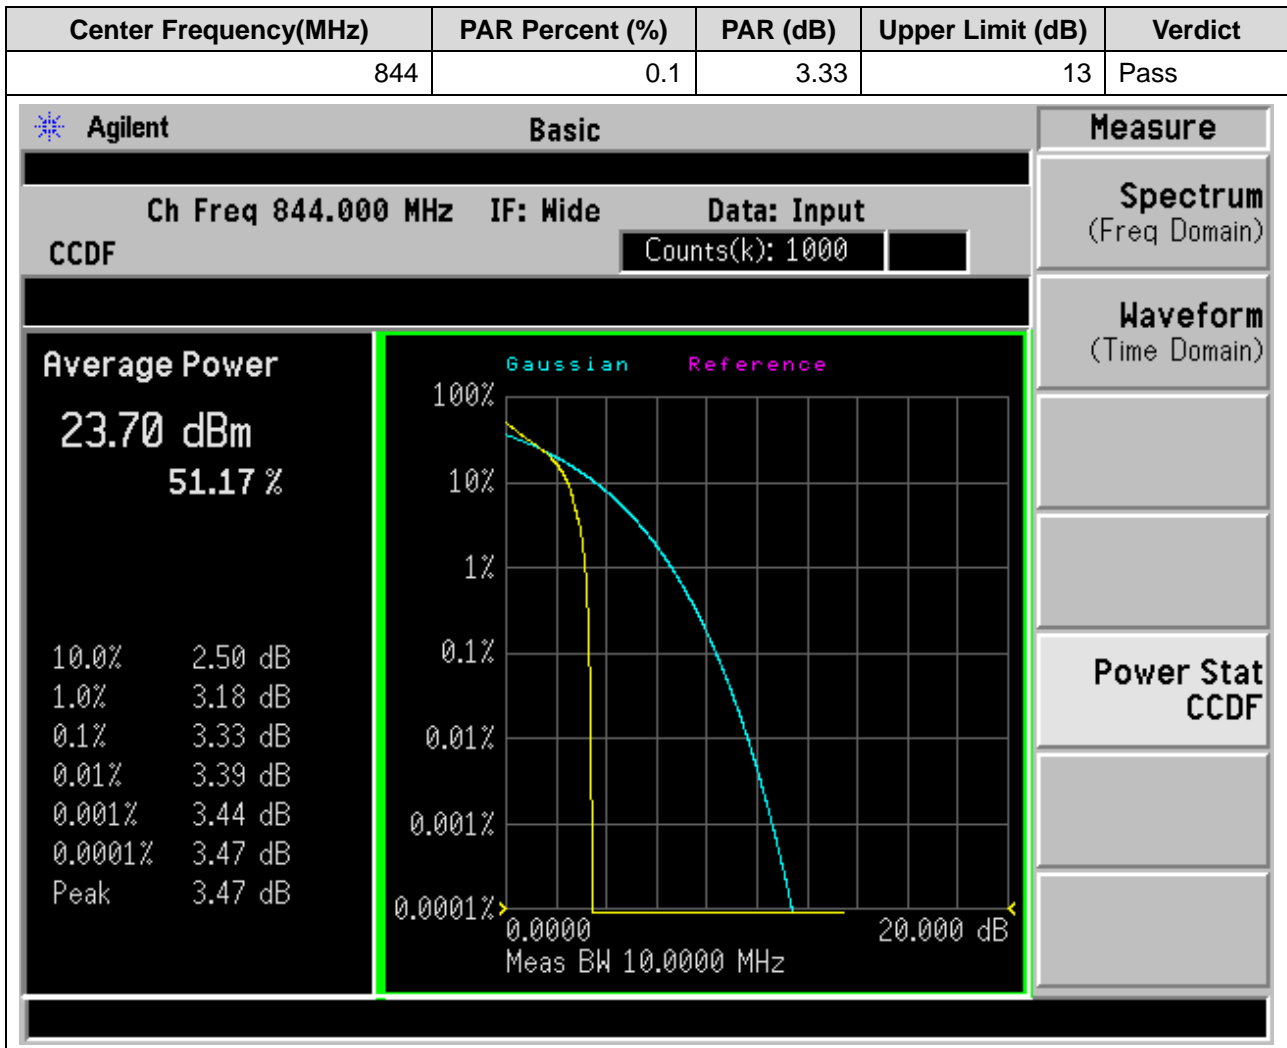 Center Frequency(MHz) PAR Percent (%) PAR (dB) Upper Limit (dB) Verdict
844 0.1 3.33 13 Pass
Agilent Basic Measure
Ch Freq 844.000 MHz IF: Wide Data: Input
CCDF Counts(k): 1000
Spectrum
(Freq Domain)
Waveform
(Time Domain)
Power Stat
CCDF
Average Power
23.70 dBm
51.17 %
10.0% 2.50 dB
1.0% 3.18 dB
0.1% 3.33 dB
0.01% 3.39 dB
0.001% 3.44 dB
0.0001% 3.47 dB
Peak 3.47 dB
Gaussian Reference
100%
10%
1%
0.1%
0.01%
0.001%
0.0001%
0.0000 20.000 dB
Meas BW 10.0000 MHz